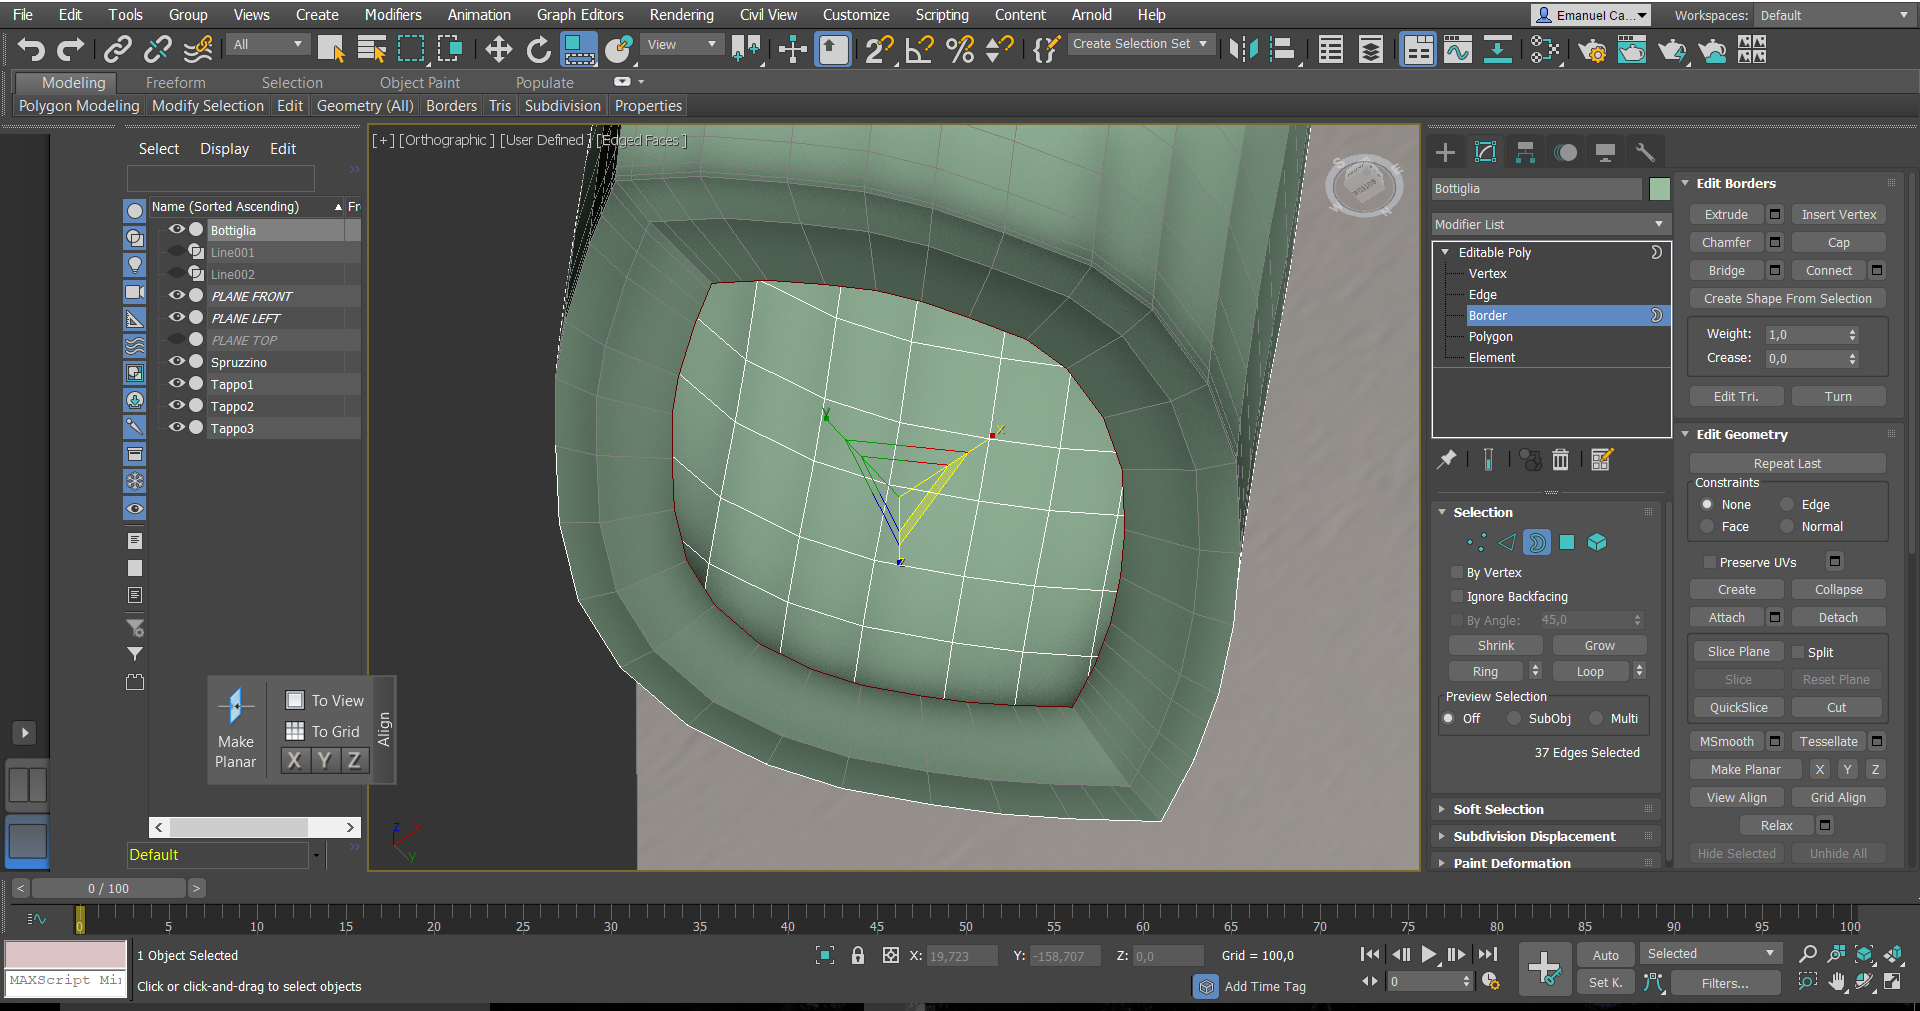 File Edit Tools Group Views Create Modifiers Animation Graph Editors Rendering Civil View Customize Scripting Content Arnold Help Emanuel Ca... Workspaces: Default
All View Create Selection Set
Modeling Freeform Selection Object Paint Populate
Polygon Modeling Modify Selection Edit Geometry (All) Borders Tris Subdivision Properties
Select Display Edit
Name (Sorted Ascending) Fr
Bottiglia
Line001
Line002
PLANE FRONT
PLANE LEFT
PLANE TOP
Spruzzino
Tappo1
Tappo2
Tappo3
Make Planar
To View
To Grid
X Y Z
Align
Default
[+] [Orthographic ] [User Defined ] [Edged Faces ]
y
x
z
x
y
Bottiglia
Modifier List
Editable Poly
Vertex
Edge
Border
Polygon
Element
Selection
By Vertex
Ignore Backfacing
By Angle: 45,0
Shrink Grow
Ring Loop
Preview Selection
Off SubObj Multi
37 Edges Selected
Soft Selection
Subdivision Displacement
Paint Deformation
Edit Borders
Extrude Insert Vertex
Chamfer Cap
Bridge Connect
Create Shape From Selection
Weight: 1,0
Crease: 0,0
Edit Tri. Turn
Edit Geometry
Repeat Last
Constraints
None Edge
Face Normal
Preserve UVs
Create Collapse
Attach Detach
Slice Plane Split
Slice Reset Plane
QuickSlice Cut
MSmooth Tessellate
Make Planar X Y Z
View Align Grid Align
Relax
Hide Selected Unhide All
< 0 / 100 >
0 5 10 15 20 25 30 35 40 45 50 55 60 65 70 75 80 85 90 95 100
MAXScript Mi
1 Object Selected
Click or click-and-drag to select objects
X: 19,723 Y: -158,707 Z: 0,0 Grid = 100,0
Add Time Tag
0
Auto Selected
Set K. Filters...